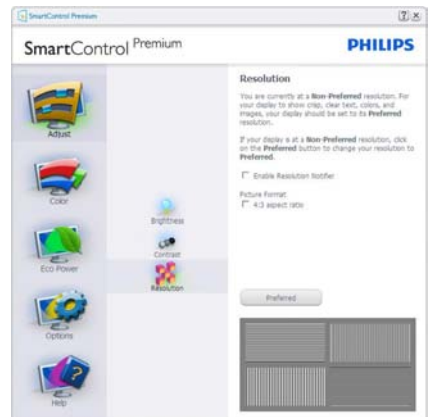 SmartControl Premium
SmartControl Premium
PHILIPS
Adjust
Color
Eco Power
Options
Help
Brightness
Contrast
Resolution
Resolution
You are currently at a Non-Preferred resolution. For
your display to show crisp, clear text, colors, and
images, your display should be set to its Preferred
resolution.
If your display is at a Non-Preferred resolution, click
on the Preferred button to change your resolution to
Preferred.
Enable Resolution Notifier
Picture Format
4:3 aspect ratio
Preferred